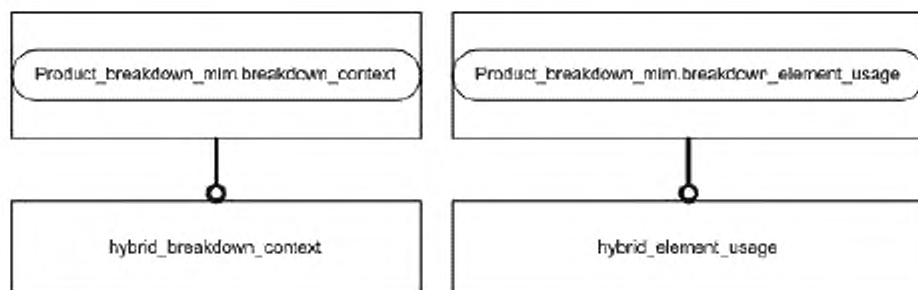 Product_breakdown_mim.breakdown_context
Product_breakdown_mim.breakdown_element_usage
hybrid_breakdown_context
hybrid_element_usage